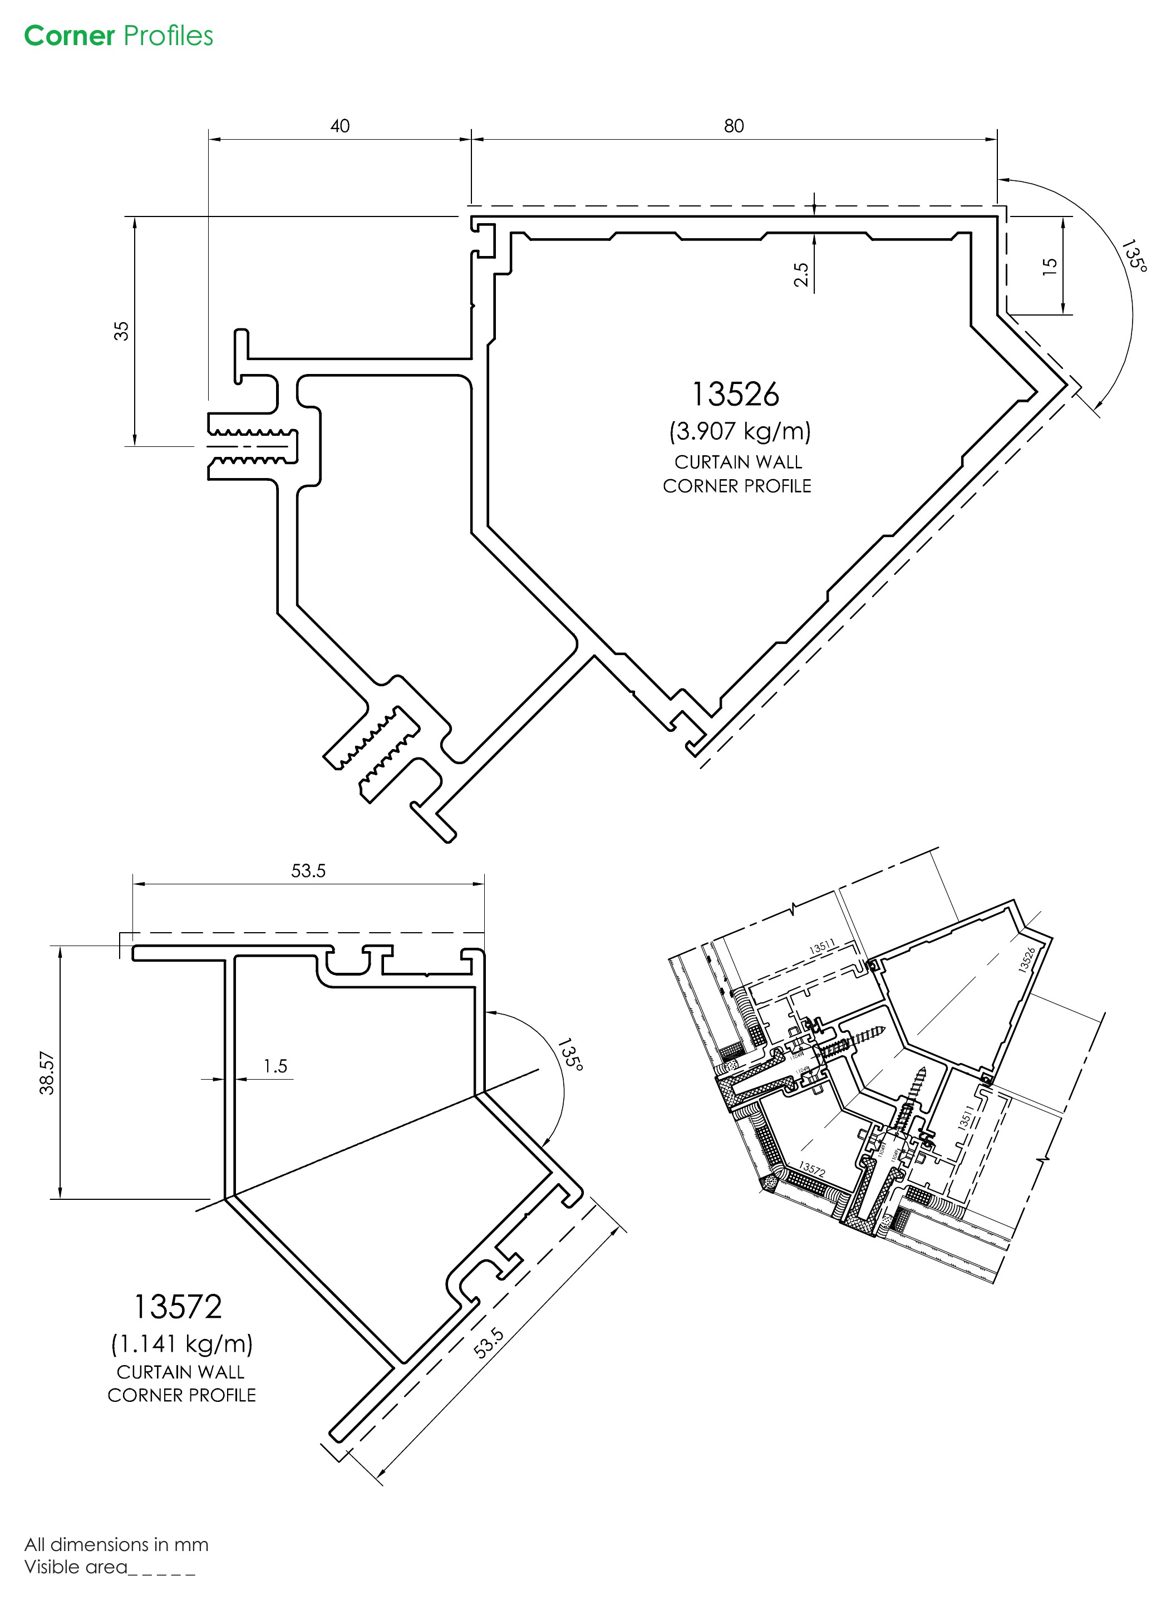 Corner Profiles
40
80
35
2.5
15
135°
13526
(3.907 kg/m)
CURTAIN WALL
CORNER PROFILE
53.5
38.57
1.5
135°
53.5
13572
(1.141 kg/m)
CURTAIN WALL
CORNER PROFILE
13511
13526
13511
13572
All dimensions in mm
Visible area_ _ _ _ _